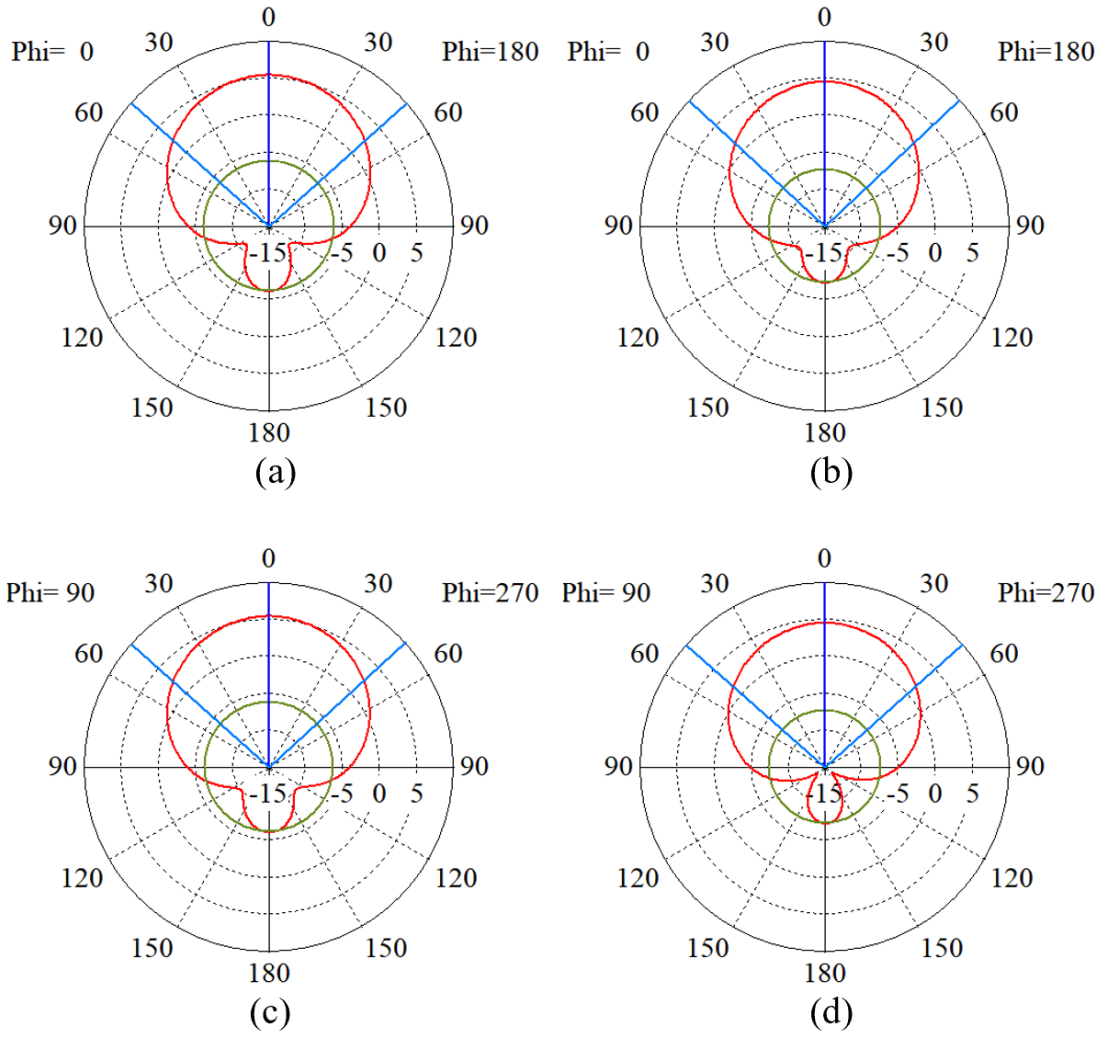 0 0
Phi= 0 30 30 Phi=180 Phi= 0 30 30 Phi=180
60 60 60 60
90 -15 -5 0 5 90 90 -15 -5 0 5 90
120 120 120 120
150 150 150 150
180 180
(a) (b)
0 0
Phi= 90 30 30 Phi=270 Phi= 90 30 30 Phi=270
60 60 60 60
90 -15 -5 0 5 90 90 -15 -5 0 5 90
120 120 120 120
150 150 150 150
180 180
(c) (d)